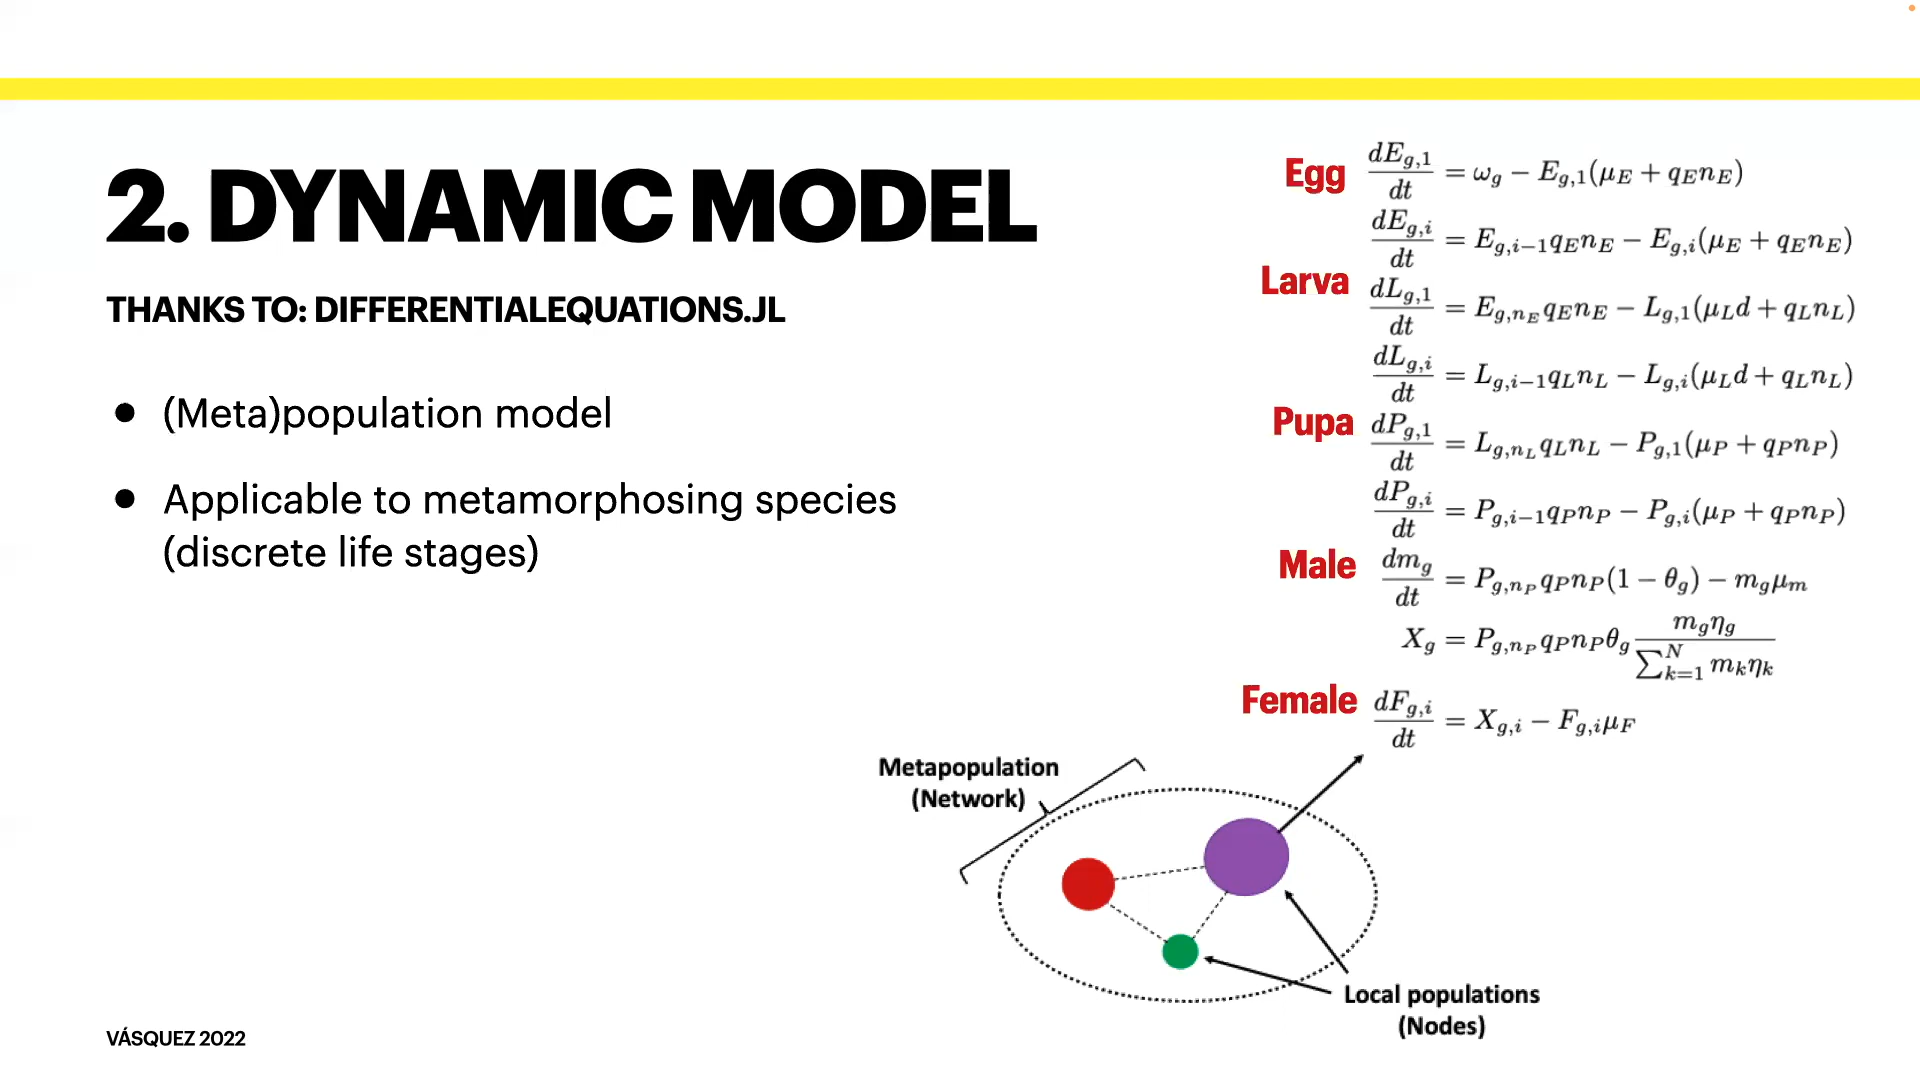 2. DYNAMIC MODEL
THANKS TO: DIFFERENTIALEQUATIONS.JL
● (Meta)population model
● Applicable to metamorphosing species
(discrete life stages)
Egg dE_{g,1}/dt = ω_g − E_{g,1}(μ_E + q_E n_E)
dE_{g,i}/dt = E_{g,i−1} q_E n_E − E_{g,i}(μ_E + q_E n_E)
Larva dL_{g,1}/dt = E_{g,n_E} q_E n_E − L_{g,1}(μ_L d + q_L n_L)
dL_{g,i}/dt = L_{g,i−1} q_L n_L − L_{g,i}(μ_L d + q_L n_L)
Pupa dP_{g,1}/dt = L_{g,n_L} q_L n_L − P_{g,1}(μ_P + q_P n_P)
dP_{g,i}/dt = P_{g,i−1} q_P n_P − P_{g,i}(μ_P + q_P n_P)
Male dm_g/dt = P_{g,n_P} q_P n_P (1 − θ_g) − m_g μ_m
X_g = P_{g,n_P} q_P n_P θ_g m_g η_g / ∑_{k=1}^{N} m_k η_k
Female dF_{g,i}/dt = X_{g,i} − F_{g,i} μ_F
Metapopulation
(Network)
Local populations
(Nodes)
VÁSQUEZ 2022